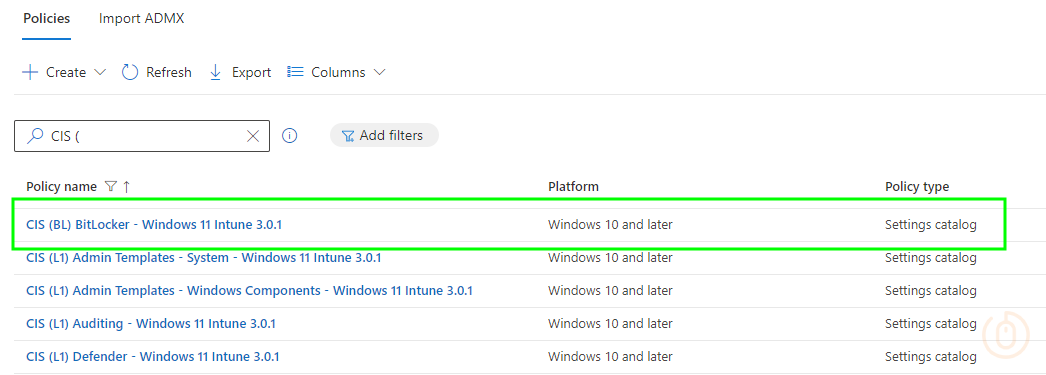 Policies Import ADMX
Create Refresh Export Columns
CIS ( Add filters
Policy name Platform Policy type
CIS (BL) BitLocker - Windows 11 Intune 3.0.1 Windows 10 and later Settings catalog
CIS (L1) Admin Templates - System - Windows 11 Intune 3.0.1 Windows 10 and later Settings catalog
CIS (L1) Admin Templates - Windows Components - Windows 11 Intune 3.0.1 Windows 10 and later Settings catalog
CIS (L1) Auditing - Windows 11 Intune 3.0.1 Windows 10 and later Settings catalog
CIS (L1) Defender - Windows 11 Intune 3.0.1 Windows 10 and later Settings catalog